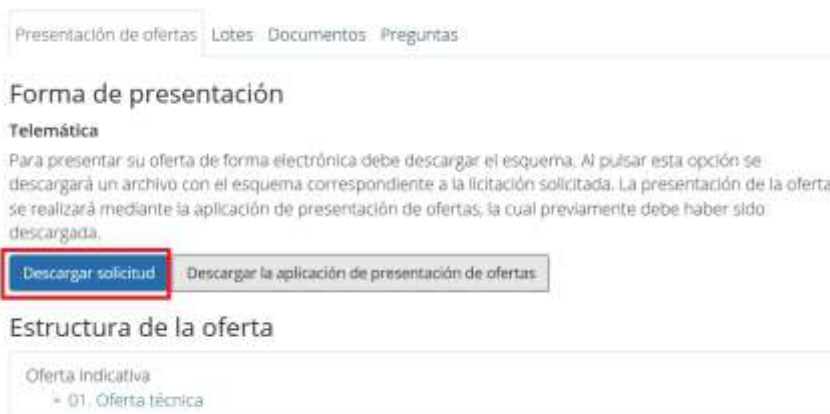 Presentación de ofertas Lotes Documentos Preguntas
Forma de presentación
Telemática
Para presentar su oferta de forma electrónica debe descargar el esquema. Al pulsar esta opción se
descargará un archivo con el esquema correspondiente a la licitación solicitada. La presentación de la oferta
se realizará mediante la aplicación de presentación de ofertas, la cual previamente debe haber sido
descargada.
Descargar solicitud Descargar la aplicación de presentación de ofertas
Estructura de la oferta
Oferta indicativa
01. Oferta técnica